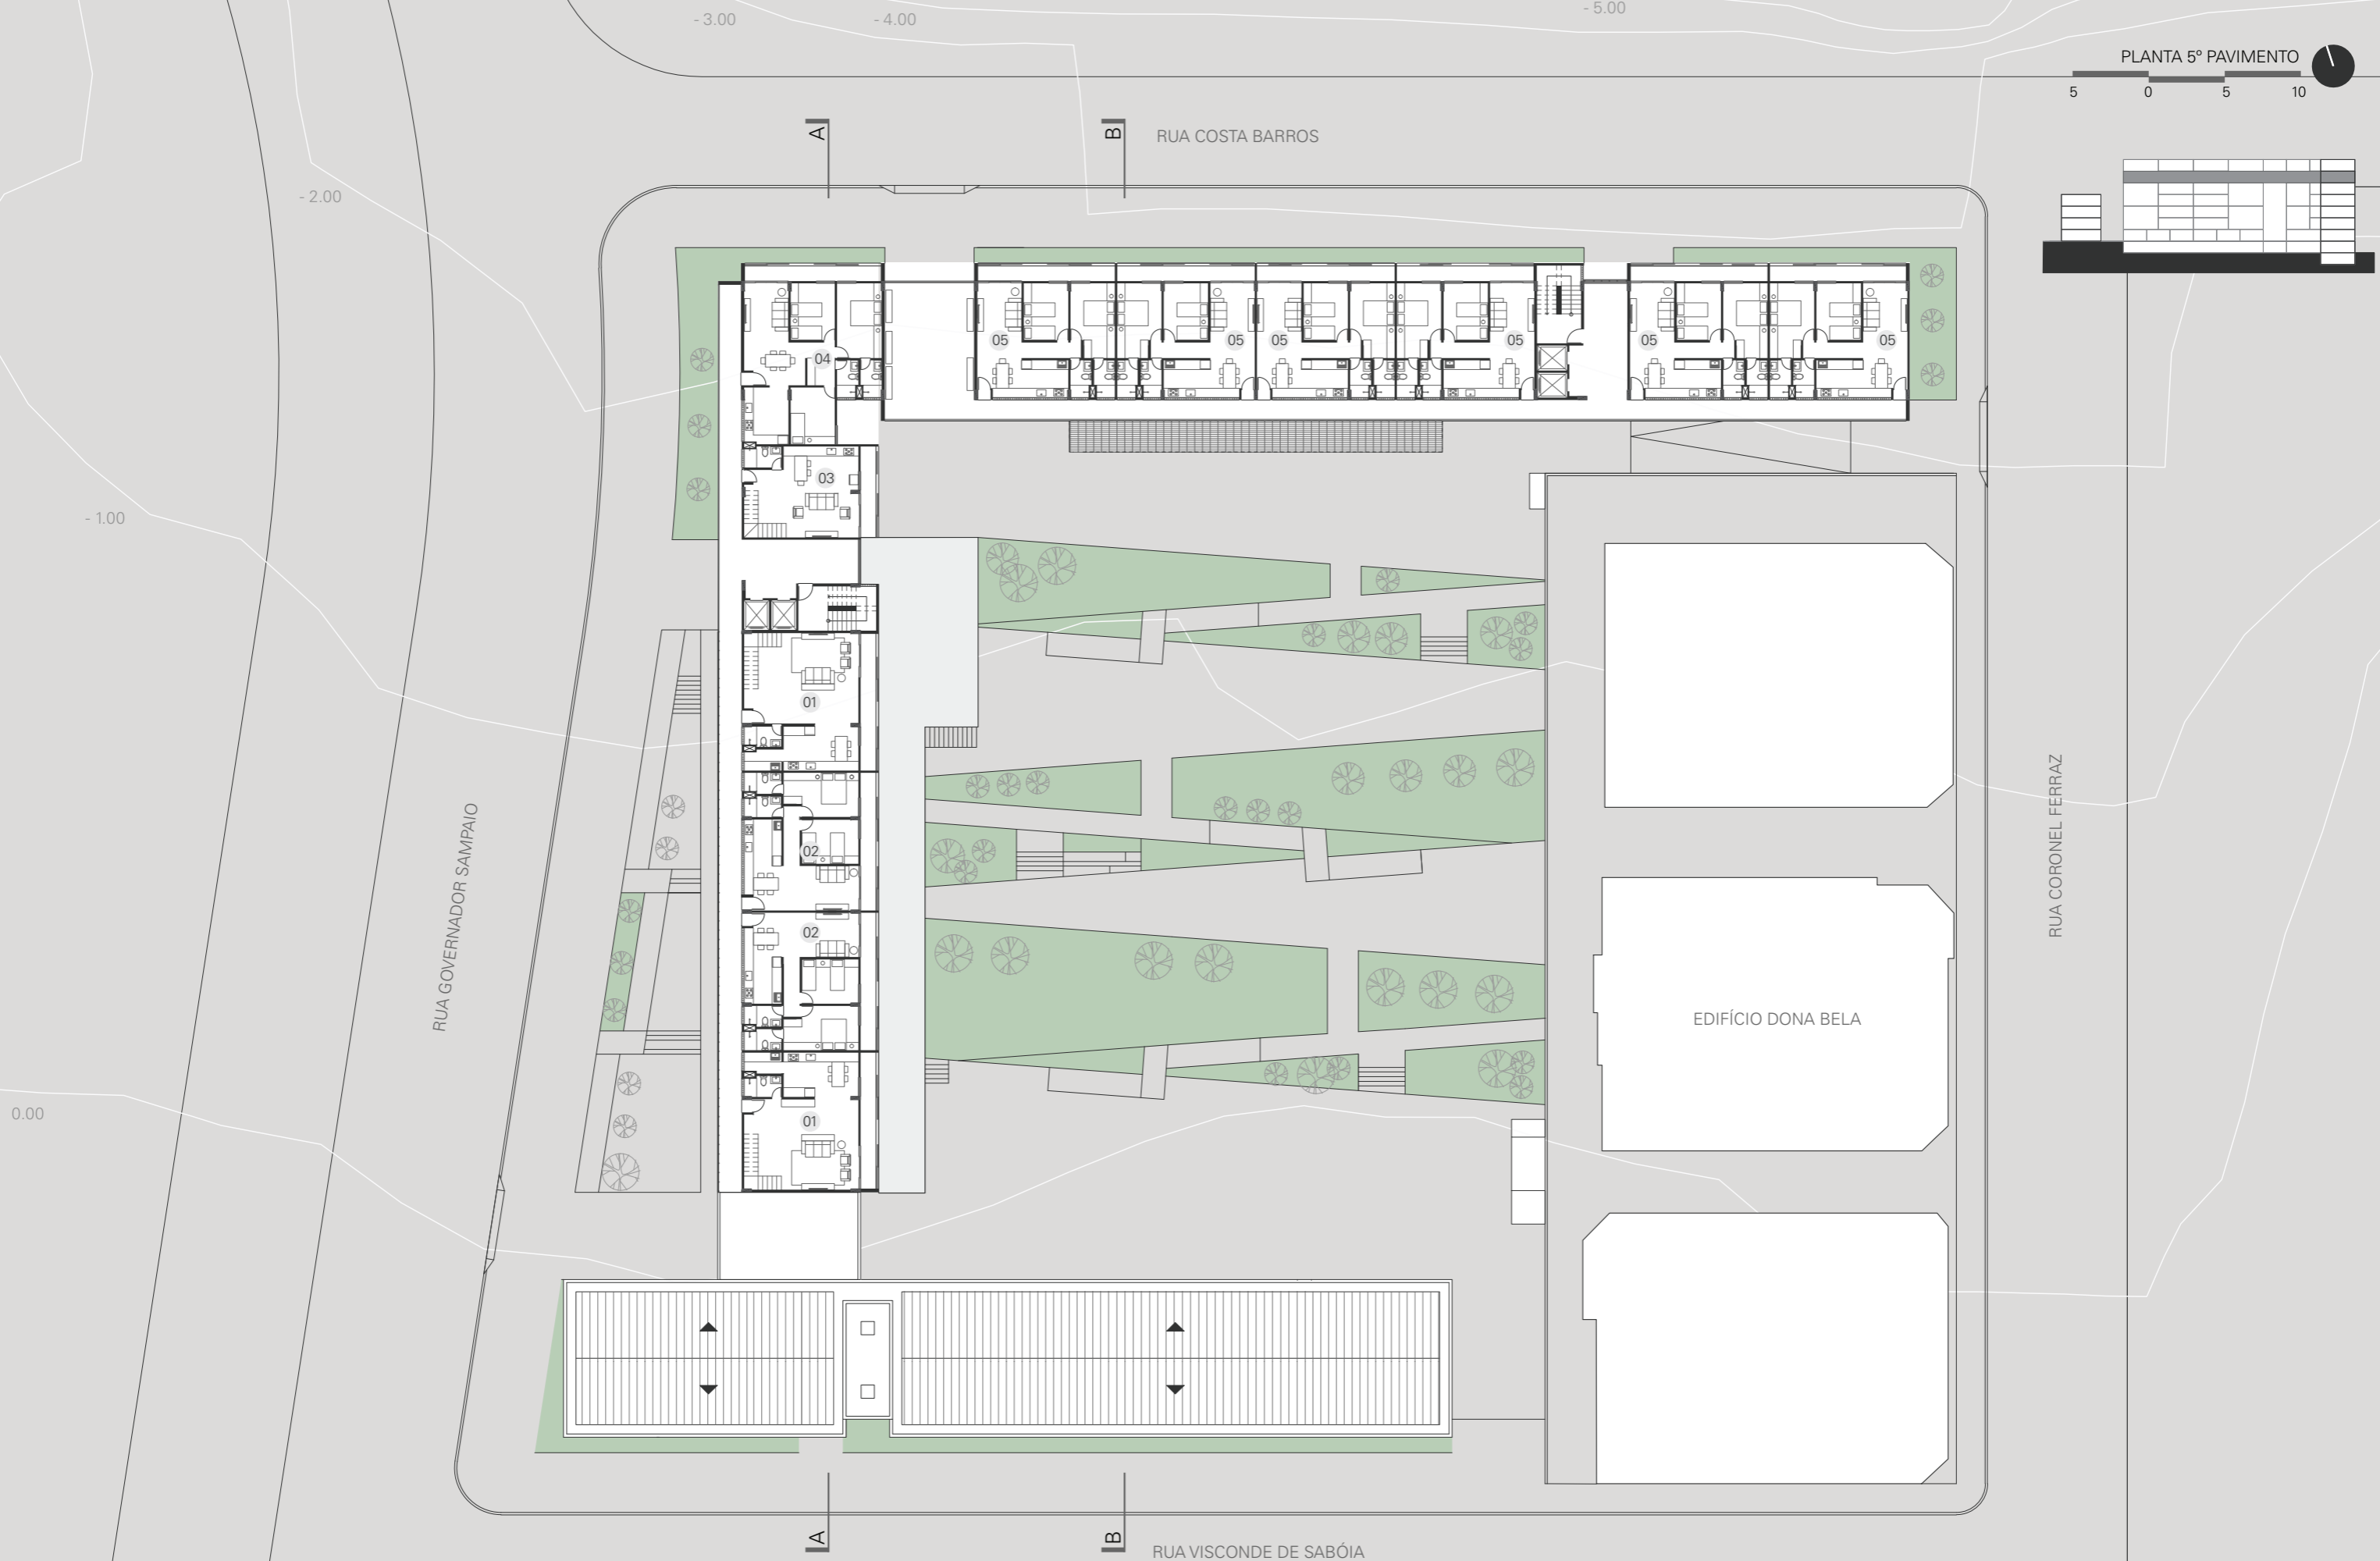 - 3.00
- 4.00
- 5.00
PLANTA 5º PAVIMENTO
5 0 5 10
A
B
RUA COSTA BARROS
- 2.00
04
05
05
05
05
05
05
03
- 1.00
01
02
02
01
RUA GOVERNADOR SAMPAIO
RUA CORONEL FERRAZ
EDIFÍCIO DONA BELA
0.00
A
B
RUA VISCONDE DE SABÓIA